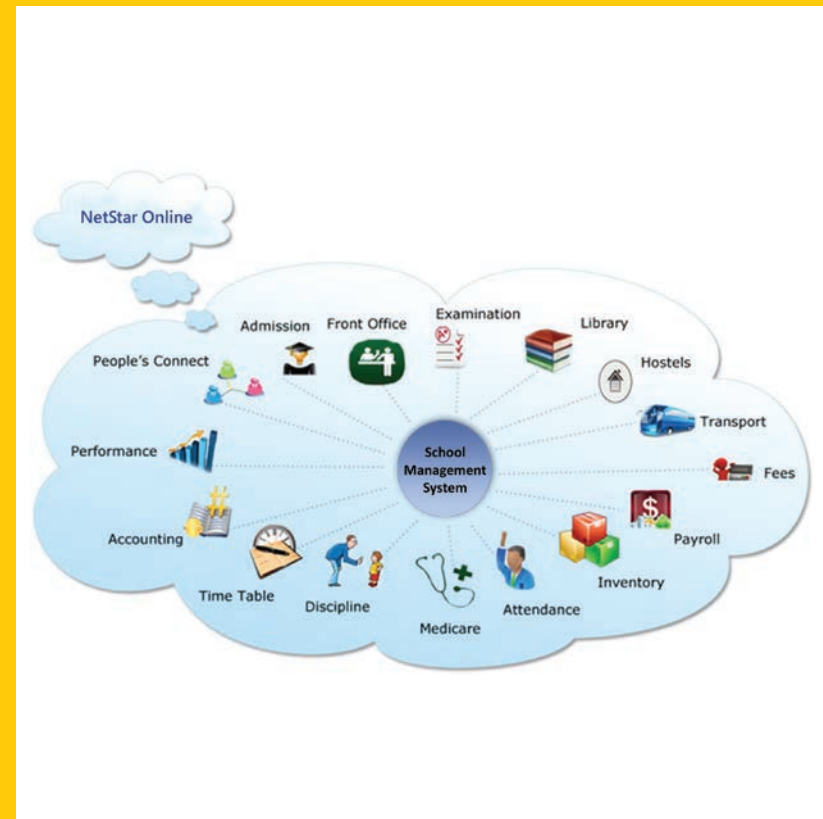 NetStar Online
Admission
Front Office
Examination
Library
People's Connect
Hostels
Transport
Performance
School
Management
System
Fees
Accounting
Payroll
Time Table
Discipline
Medicare
Attendance
Inventory